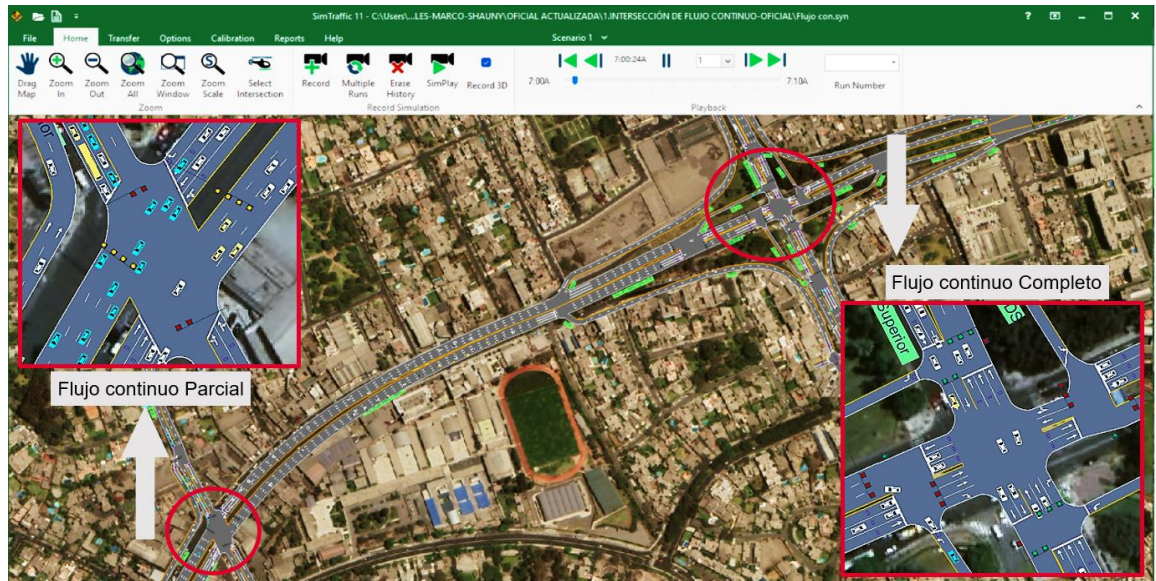 SimTraffic 11 - C:\Users\...LES-MARCO-SHAUNY\OFICIAL ACTUALIZADA\1.INTERSECCIÓN DE FLUJO CONTINUO-OFICIAL\Flujo con.syn
File Home Transfer Options Calibration Reports Help Scenario 1
7:00:24A 1
7:00A 7:10A
Drag Map
Zoom In
Zoom Out
Zoom All
Zoom Window
Zoom Scale
Select Intersection
Record
Multiple Runs
Erase History
SimPlay
Record 3D
Run Number
Zoom Record Simulation Playback
Flujo continuo Completo
Superior
Flujo continuo Parcial